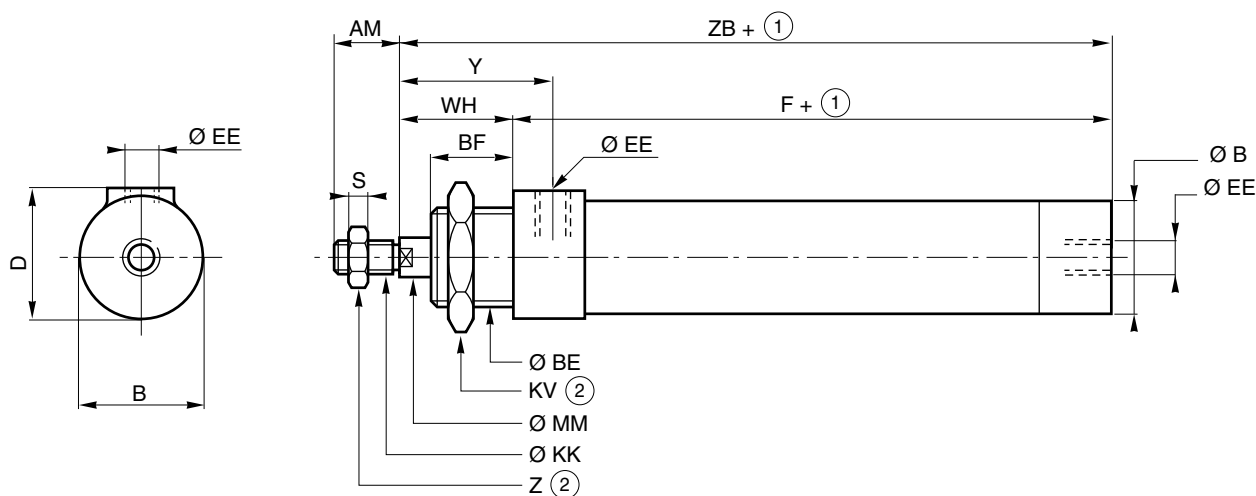 AM
ZB + ①
Y
WH
F + ①
Ø EE
BF
Ø EE
Ø B
S
Ø EE
D
B
Ø BE
KV ②
Ø MM
Ø KK
Z ②